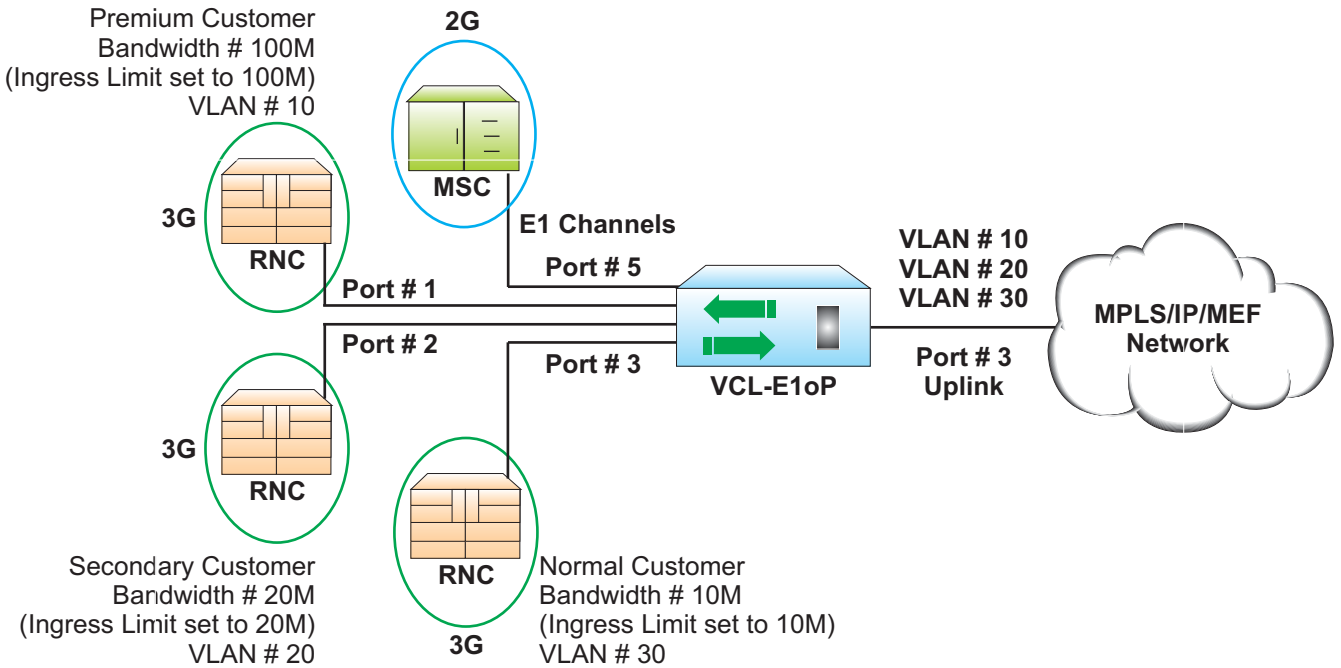 Premium Customer
Bandwidth # 100M
(Ingress Limit set to 100M)
VLAN # 10
3G
RNC
2G
MSC
E1 Channels
Port # 5
Port # 1
Port # 2
Port # 3
VCL-E1oP
VLAN # 10
VLAN # 20
VLAN # 30
Port # 3
Uplink
MPLS/IP/MEF
Network
3G
RNC
Secondary Customer
Bandwidth # 20M
(Ingress Limit set to 20M)
VLAN # 20
RNC
3G
Normal Customer
Bandwidth # 10M
(Ingress Limit set to 10M)
VLAN # 30